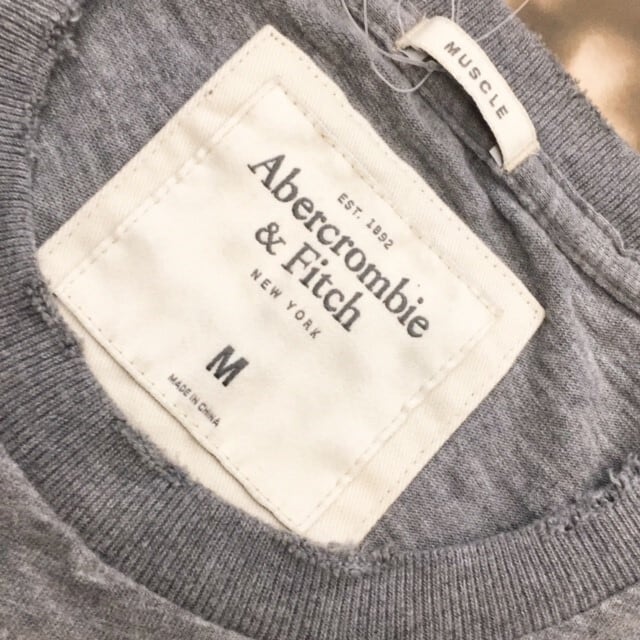 MUSCLE
EST. 1892
Abercrombie
& Fitch
NEW YORK
M
MADE IN CHINA